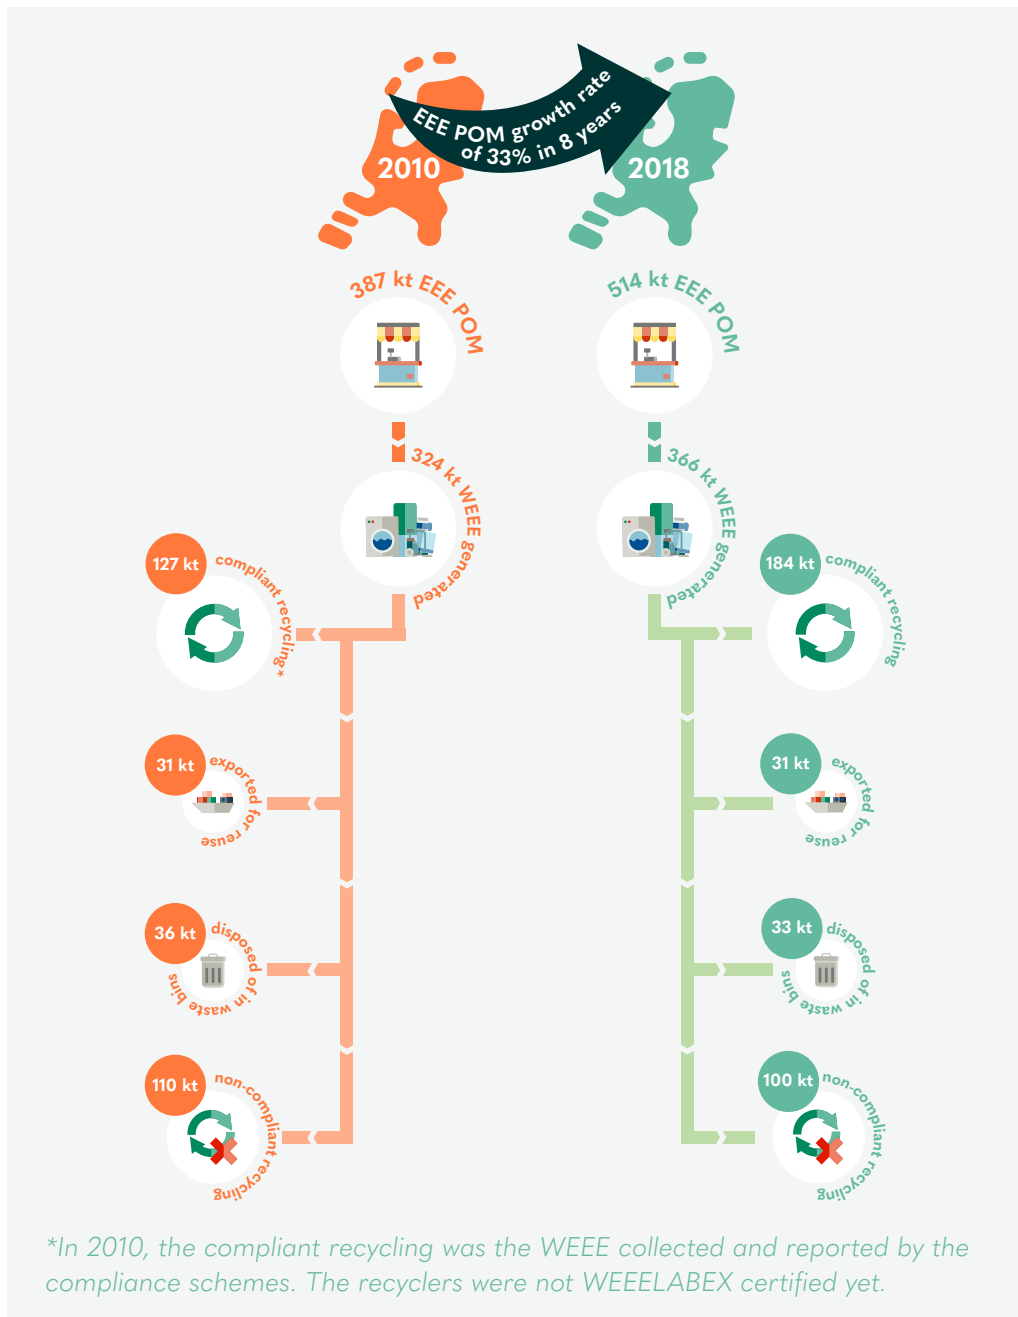 EEE POM growth rate
of 33% in 8 years
2010
2018
387 kt EEE POM
514 kt EEE POM
324 kt WEEE generated
366 kt WEEE generated
127 kt
compliant recycling*
184 kt
compliant recycling
31 kt
exported for reuse
31 kt
exported for reuse
36 kt
disposed of in waste bins
33 kt
disposed of in waste bins
110 kt
non-compliant recycling
100 kt
non-compliant recycling
*In 2010, the compliant recycling was the WEEE collected and reported by the
compliance schemes. The recyclers were not WEEELABEX certified yet.